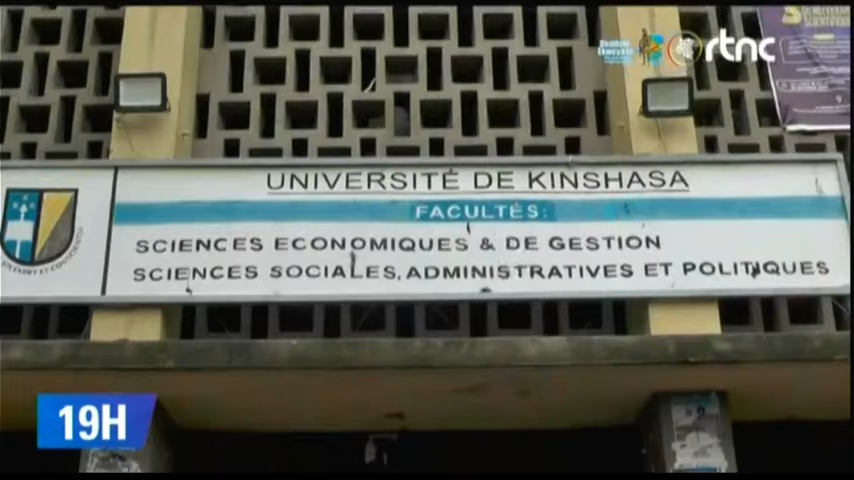 rtnc
UNIVERSITÉ DE KINSHASA
FACULTÉS:
SCIENCES ECONOMIQUES & DE GESTION
SCIENCES SOCIALES, ADMINISTRATIVES ET POLITIQUES
19H